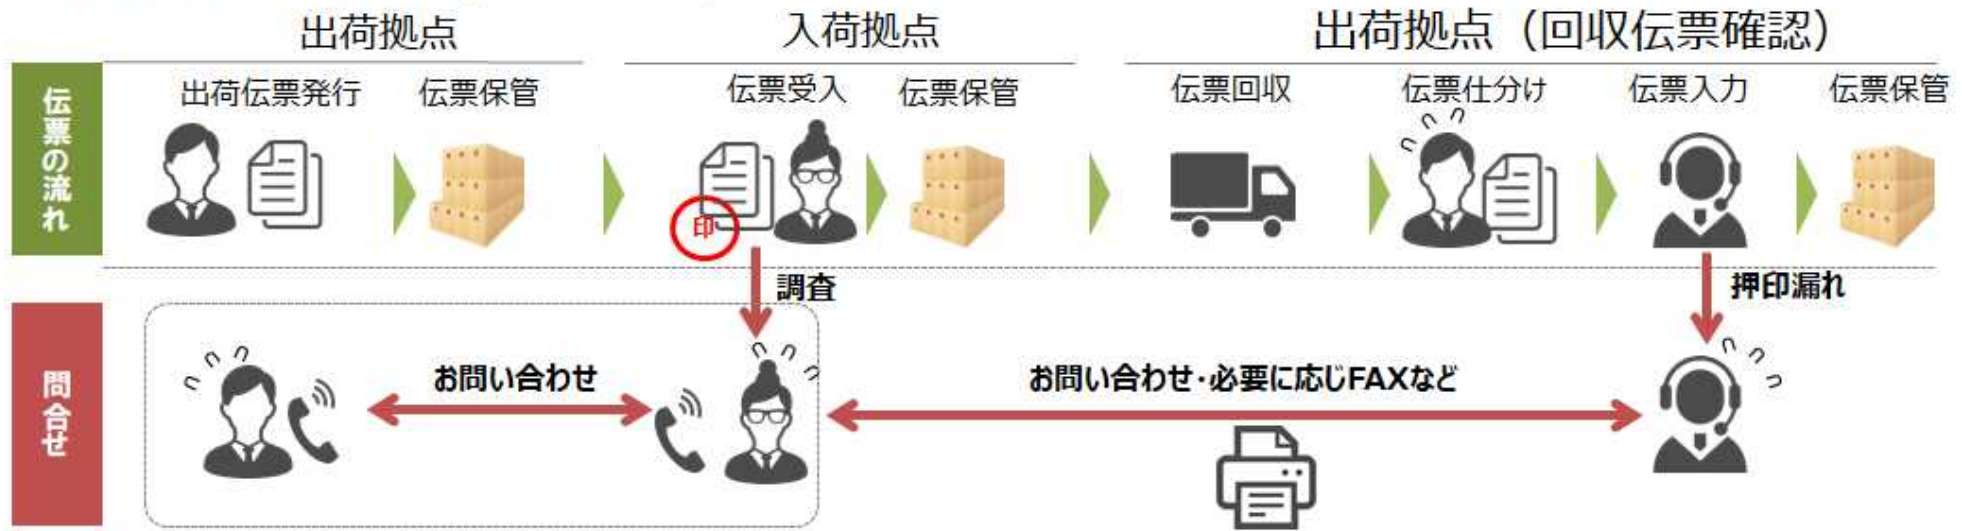 出荷拠点
入荷拠点
出荷拠点（回収伝票確認）
伝票の流れ
出荷伝票発行
伝票保管
伝票受入
伝票保管
伝票回収
伝票仕分け
伝票入力
伝票保管
印
調査
押印漏れ
問合せ
お問い合わせ
お問い合わせ・必要に応じFAXなど